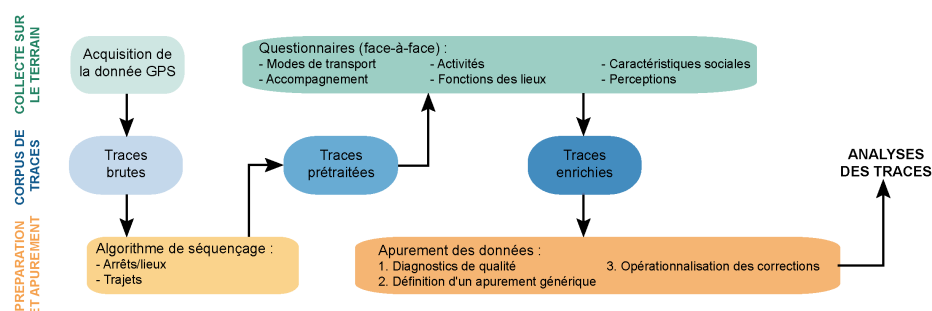 COLLECTE SUR
LE TERRAIN
Acquisition de
la donnée GPS
Questionnaires (face-à-face) :
- Modes de transport
- Activités
- Caractéristiques sociales
- Accompagnement
- Fonctions des lieux
- Perceptions
CORPUS DE
TRACES
Traces
brutes
Traces
prétraitées
Traces
enrichies
ANALYSES
DES TRACES
PREPARATION
ET APUREMENT
Algorithme de séquençage :
- Arrêts/lieux
- Trajets
Apurement des données :
1. Diagnostics de qualité
3. Opérationnalisation des corrections
2. Définition d'un apurement générique